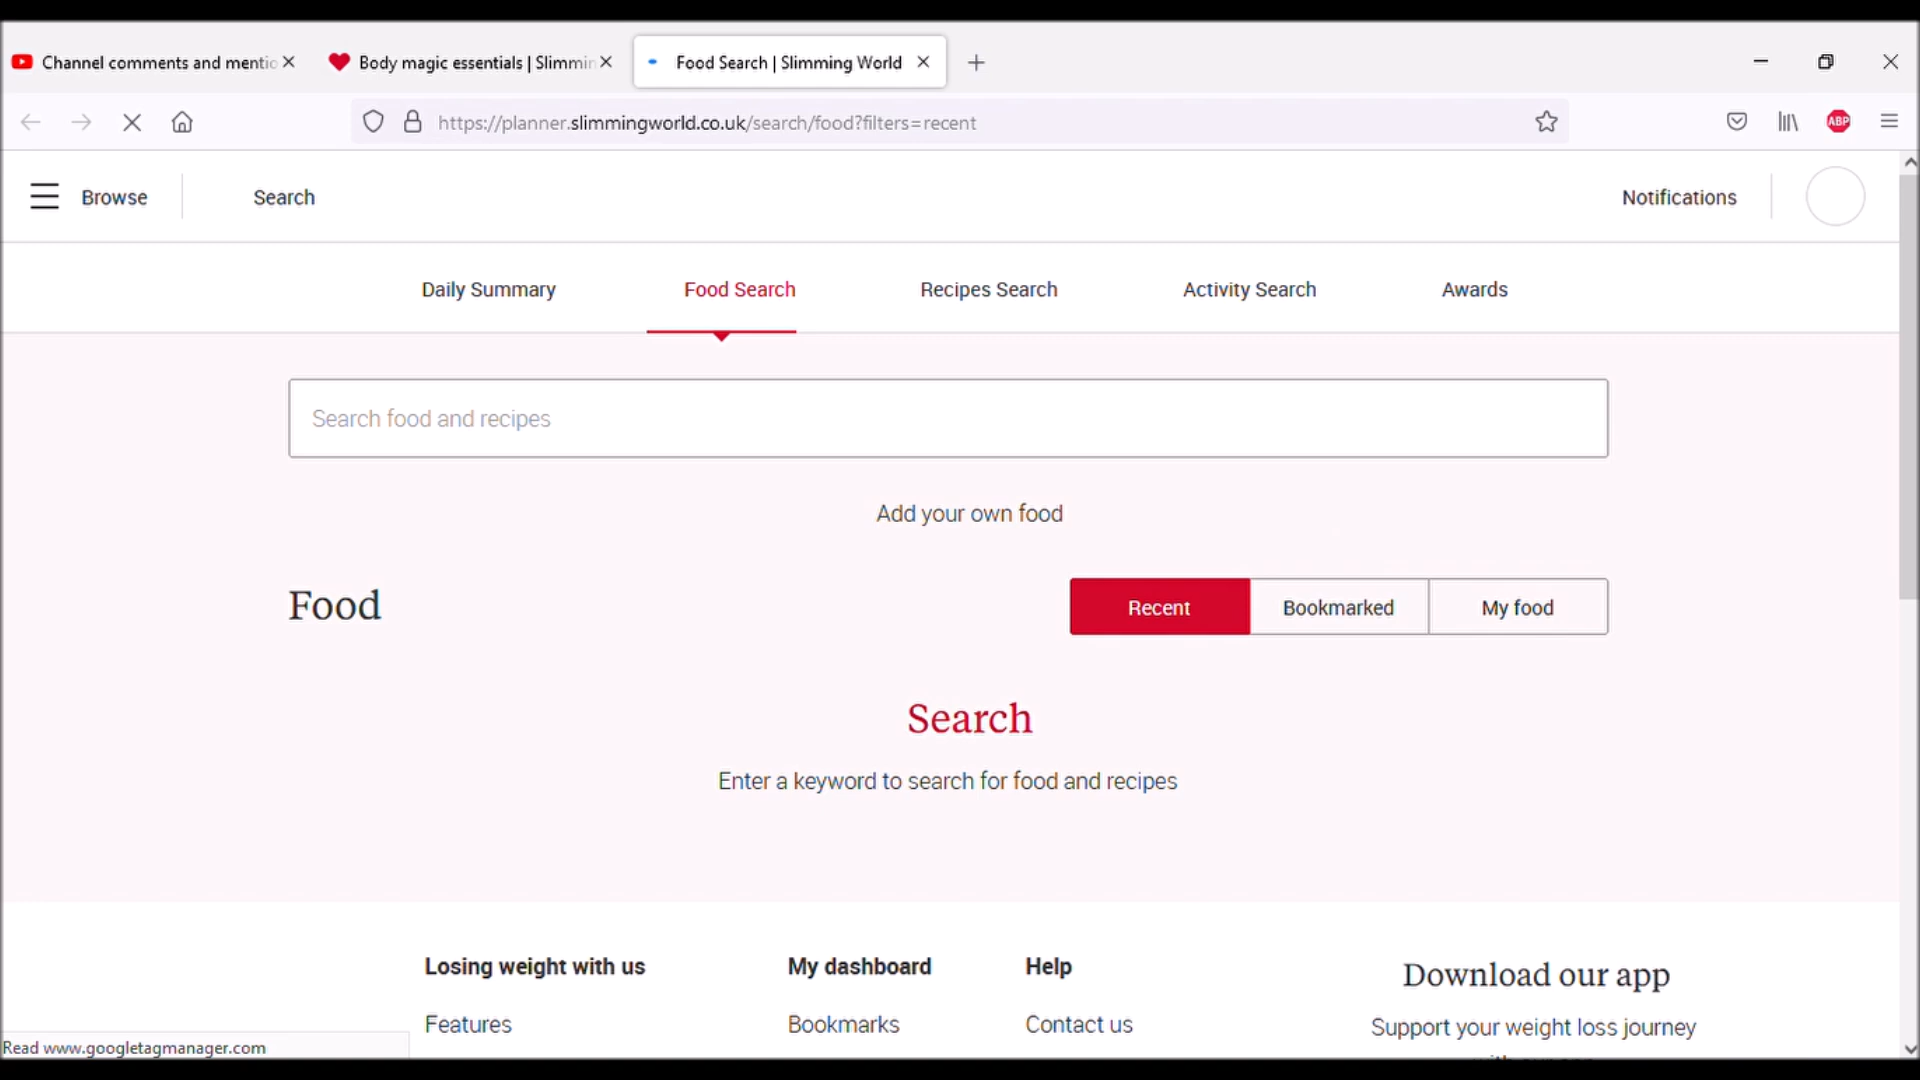 Channel comments and mentio
Body magic essentials | Slimmin
Food Search | Slimming World
https://planner.slimmingworld.co.uk/search/food?filters=recent
ABP
Browse
Search
Notifications
Daily Summary
Food Search
Recipes Search
Activity Search
Awards
Search food and recipes
Add your own food
Food
Recent
Bookmarked
My food
Search
Enter a keyword to search for food and recipes
Losing weight with us
My dashboard
Help
Download our app
Features
Bookmarks
Contact us
Support your weight loss journey
Read www.googletagmanager.com